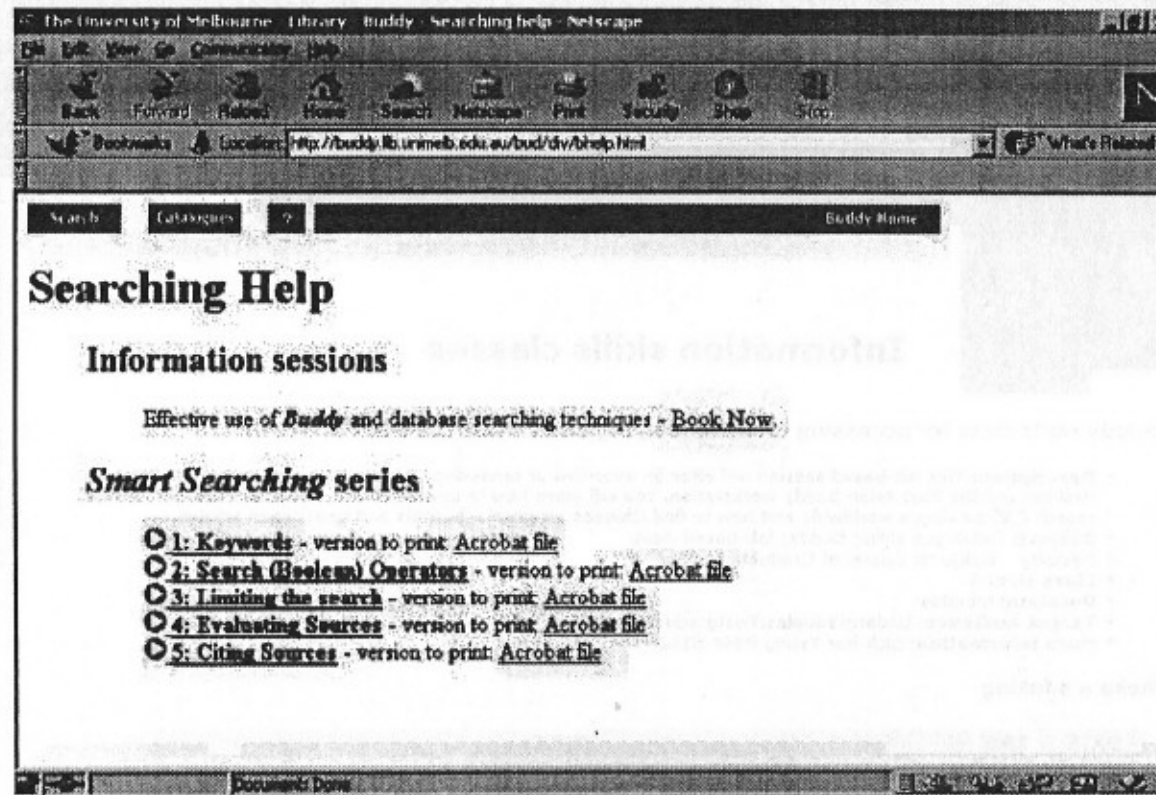 The University of Melbourne - Library - Buddy - Searching help - Netscape
File Edit View Go Communicator Help
Back Forward Reload Home Search Netscape Print Security Shop Stop
Bookmarks Location: http://buddy.lib.unimelb.edu.au/bud/div/bhelp.html What's Related
Search Catalogues ? Buddy Home
Searching Help
Information sessions
Effective use of Buddy and database searching techniques - Book Now
Smart Searching series
1: Keywords - version to print: Acrobat file
2: Search (Boolean) Operators - version to print: Acrobat file
3: Limiting the search - version to print: Acrobat file
4: Evaluating Sources - version to print: Acrobat file
5: Citing Sources - version to print: Acrobat file
Document: Done